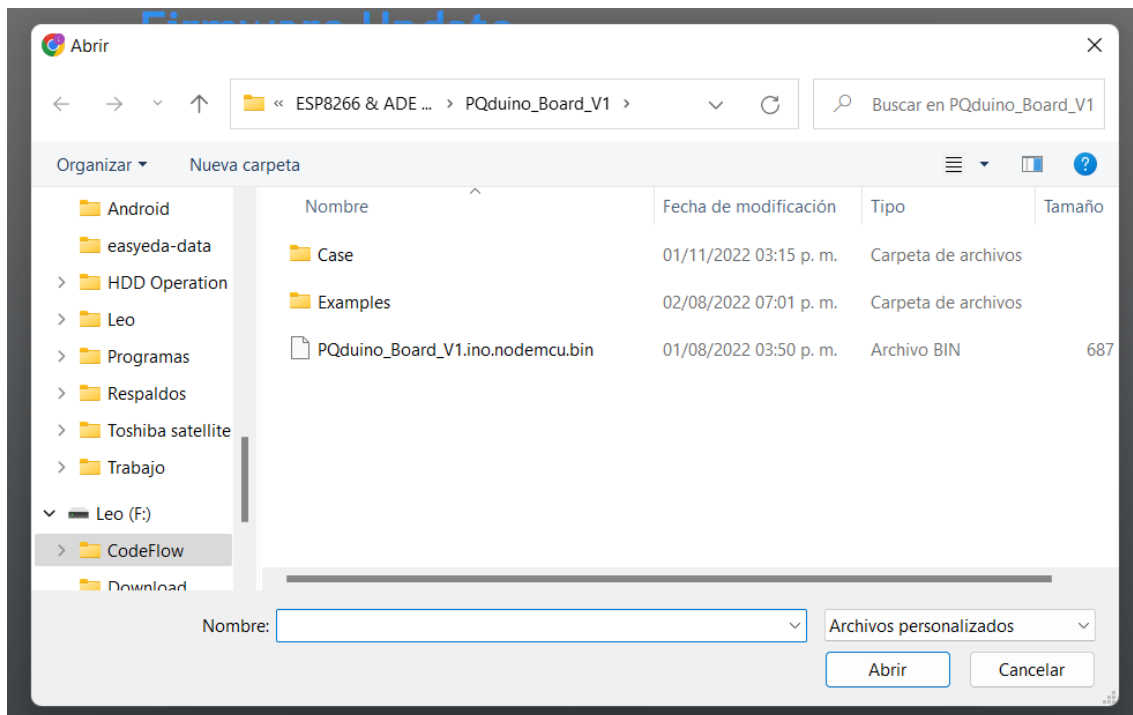 Firmware Update
Abrir
« ESP8266 & ADE ... > PQduino_Board_V1 >
Buscar en PQduino_Board_V1
Organizar Nueva carpeta
Nombre Fecha de modificación Tipo Tamaño
Android
easyeda-data
HDD Operation
Leo
Programas
Respaldos
Toshiba satellite
Trabajo
Leo (F:)
CodeFlow
Download
Case 01/11/2022 03:15 p. m. Carpeta de archivos
Examples 02/08/2022 07:01 p. m. Carpeta de archivos
PQduino_Board_V1.ino.nodemcu.bin 01/08/2022 03:50 p. m. Archivo BIN 687
Nombre:
Archivos personalizados
Abrir Cancelar